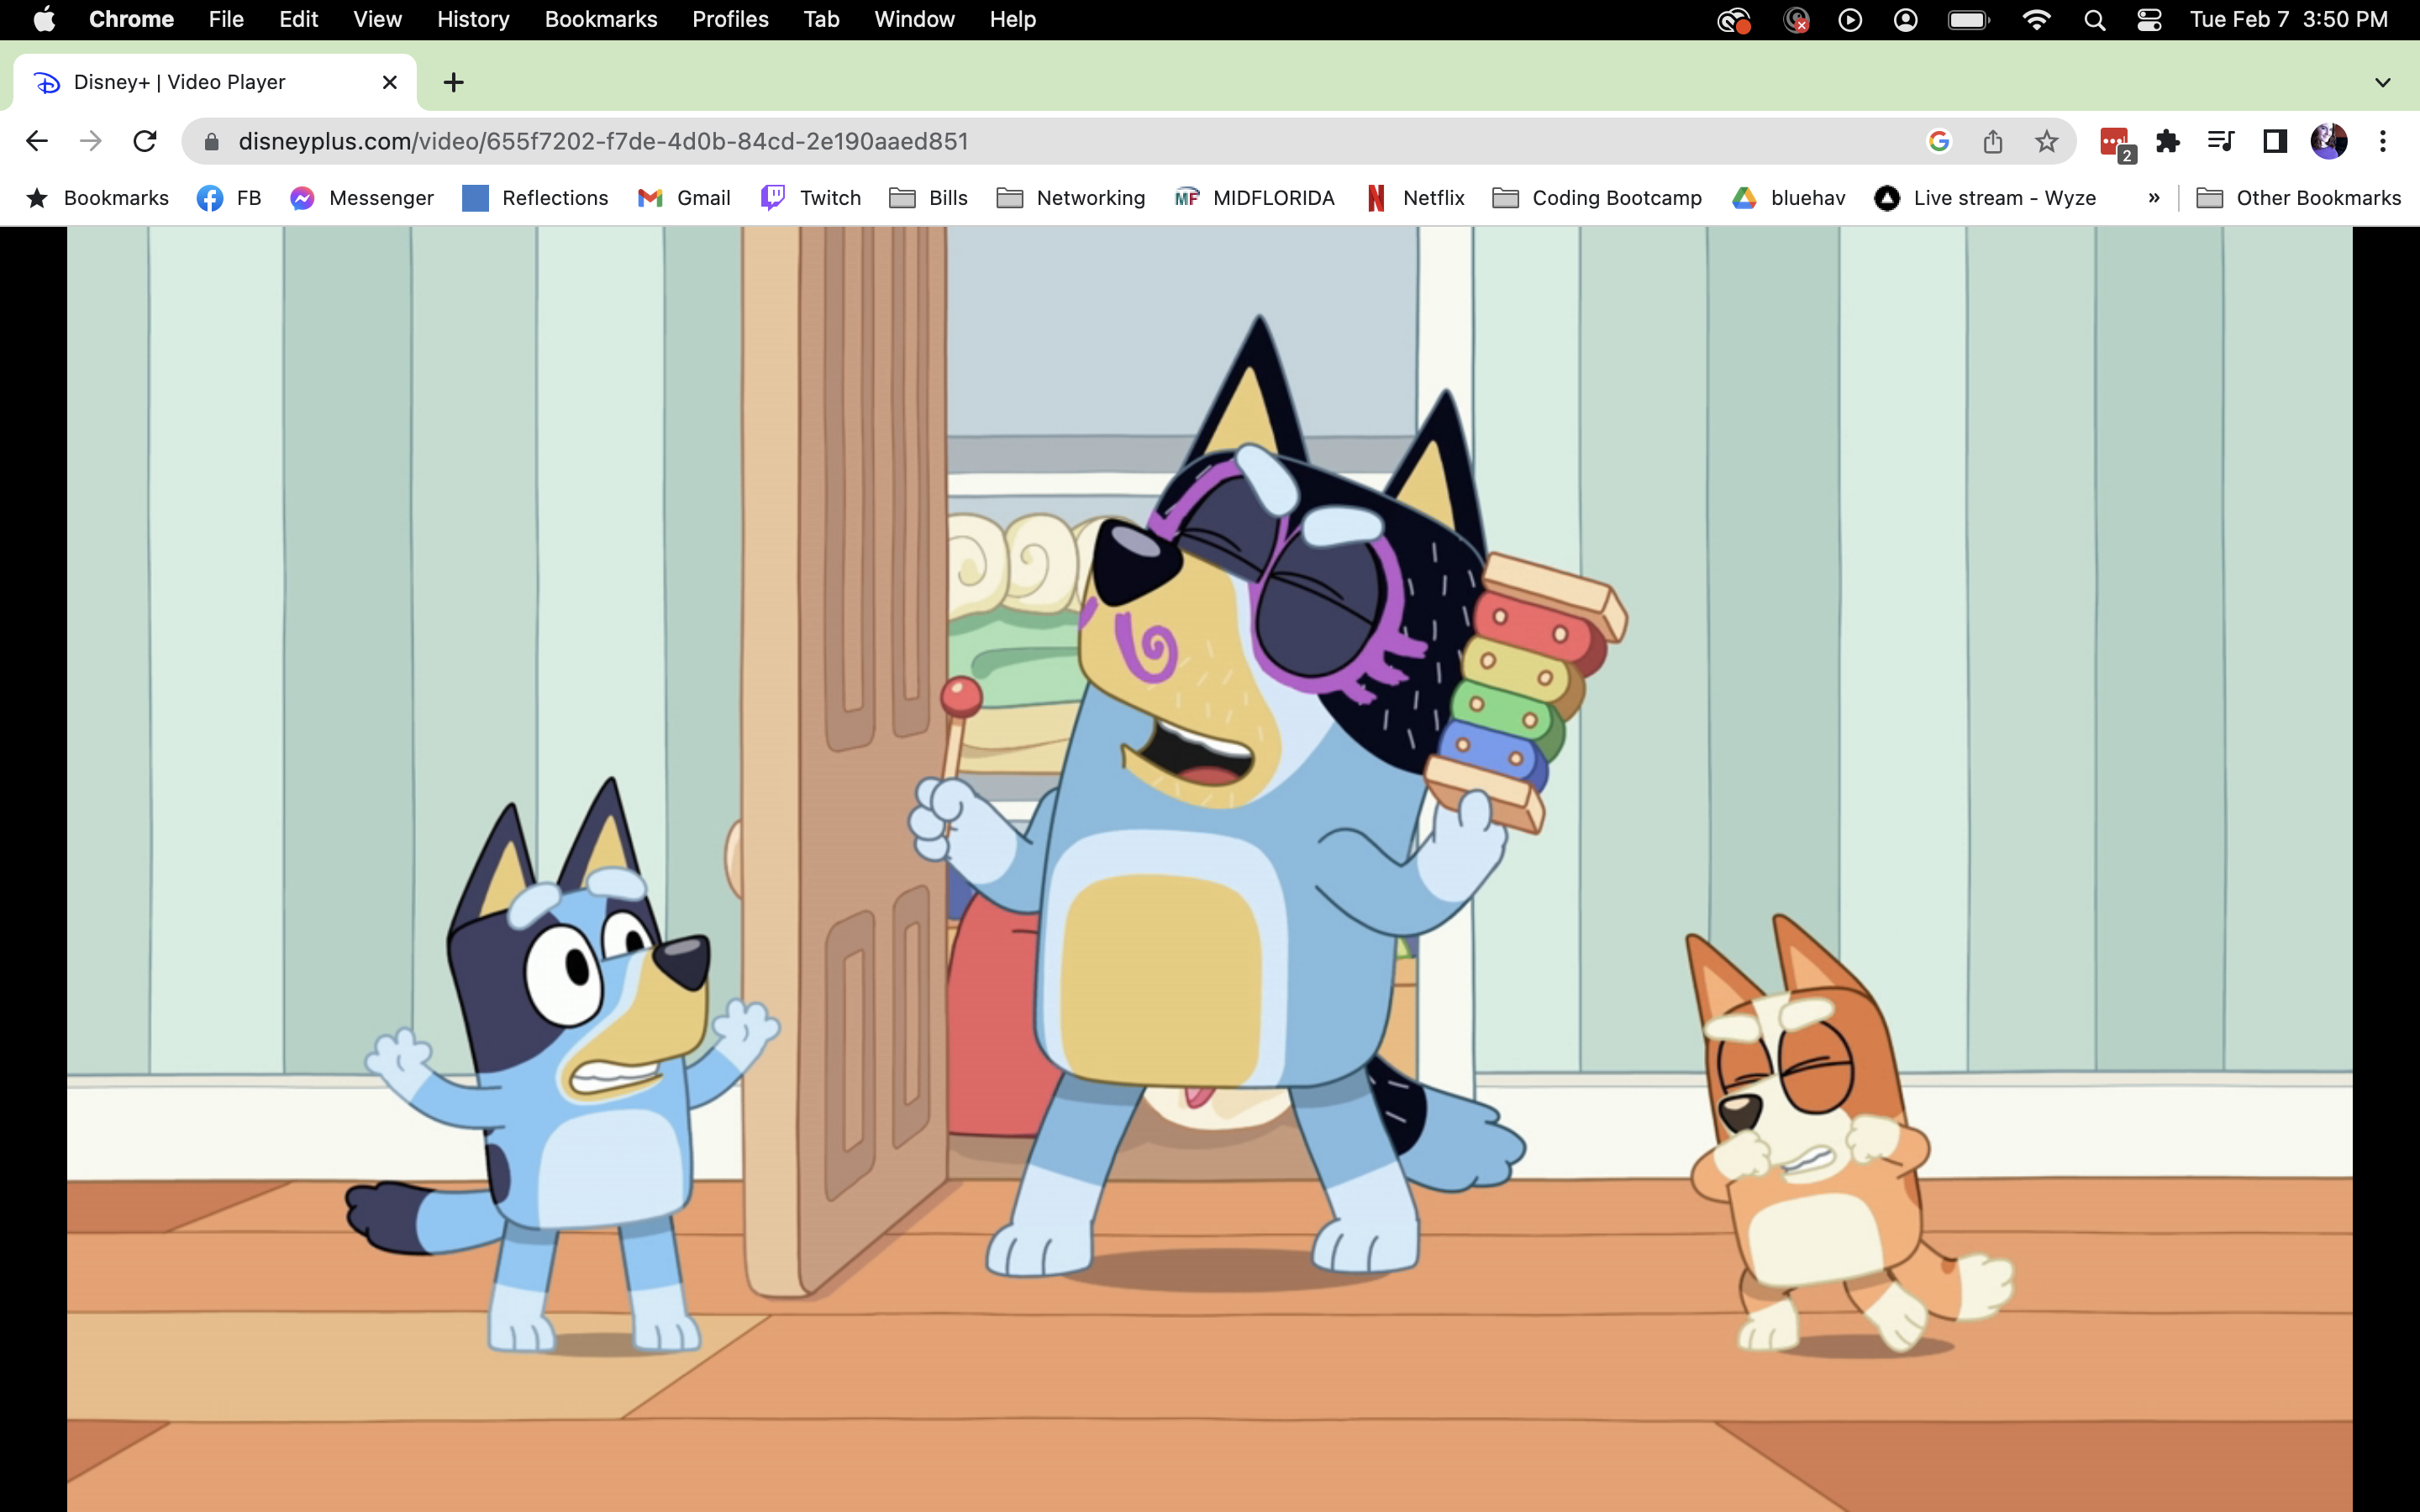 Chrome File Edit View History Bookmarks Profiles Tab Window Help Tue Feb 7 3:50 PM
Disney+ | Video Player
disneyplus.com/video/655f7202-f7de-4d0b-84cd-2e190aaed851 2
Bookmarks FB Messenger Reflections Gmail Twitch Bills Networking MF MIDFLORIDA Netflix Coding Bootcamp bluehav Live stream - Wyze » Other Bookmarks